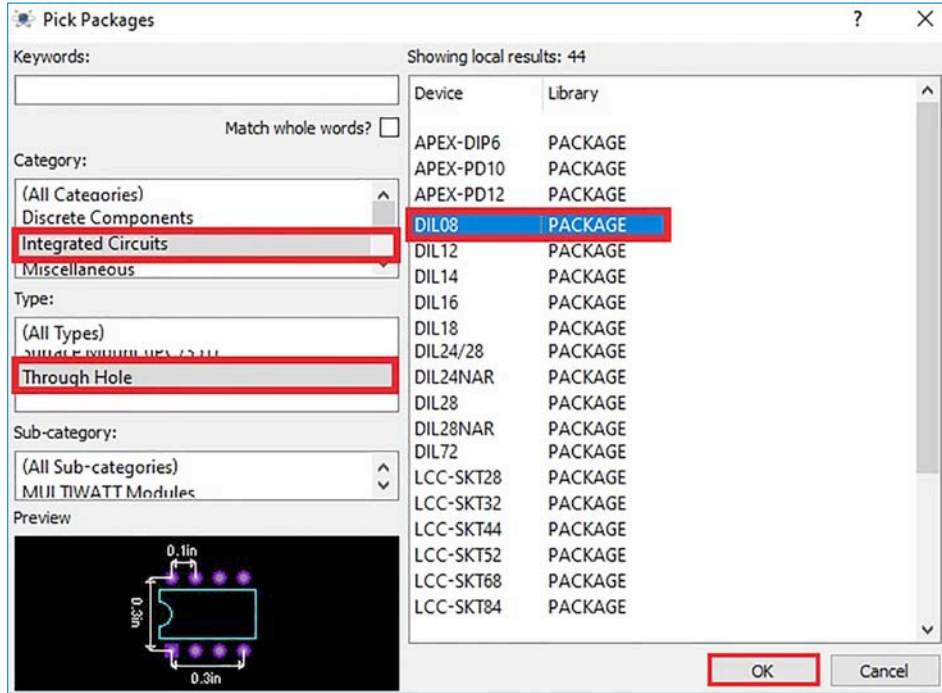 Pick Packages
?
Keywords:
Match whole words?
Category:
(All Categories)
Discrete Components
Integrated Circuits
Miscellaneous
Type:
(All Types)
Through Hole
Sub-category:
(All Sub-categories)
MULTIWATT Modules
Preview
0.1in
0.3in
0.3in
Showing local results: 44
Device Library
APEX-DIP6 PACKAGE
APEX-PD10 PACKAGE
APEX-PD12 PACKAGE
DIL08 PACKAGE
DIL12 PACKAGE
DIL14 PACKAGE
DIL16 PACKAGE
DIL18 PACKAGE
DIL24/28 PACKAGE
DIL24NAR PACKAGE
DIL28 PACKAGE
DIL28NAR PACKAGE
DIL72 PACKAGE
LCC-SKT28 PACKAGE
LCC-SKT32 PACKAGE
LCC-SKT44 PACKAGE
LCC-SKT52 PACKAGE
LCC-SKT68 PACKAGE
LCC-SKT84 PACKAGE
OK Cancel